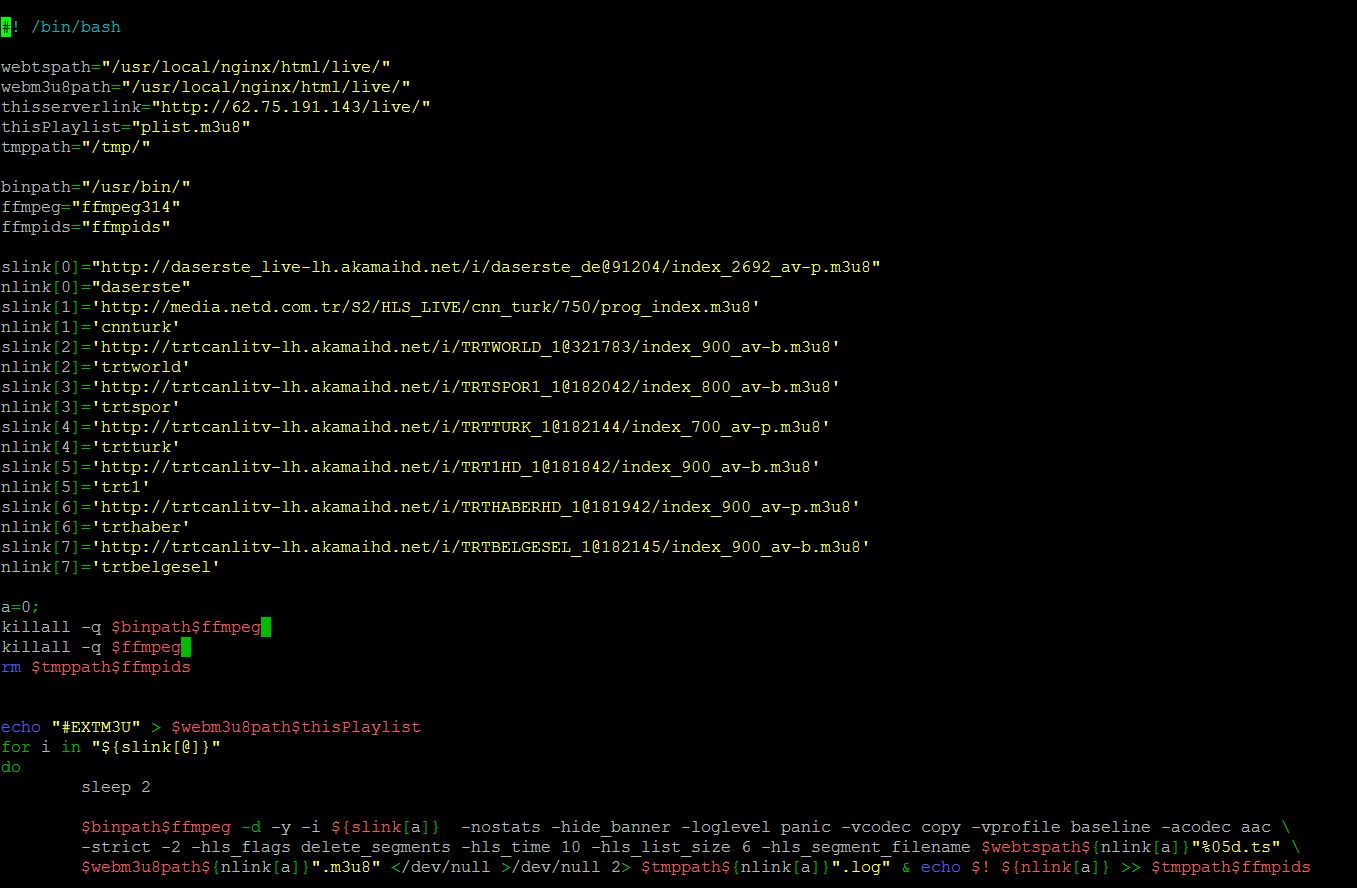 #! /bin/bash
webtspath="/usr/local/nginx/html/live/"
webm3u8path="/usr/local/nginx/html/live/"
thisserverlink="http://62.75.191.143/live/"
thisPlaylist="plist.m3u8"
tmppath="/tmp/"
binpath="/usr/bin/"
ffmpeg="ffmpeg314"
ffmpids="ffmpids"
slink[0]="http://daserste_live-lh.akamaihd.net/i/daserste_de@91204/index_2692_av-p.m3u8"
nlink[0]="daserste"
slink[1]='http://media.netd.com.tr/S2/HLS_LIVE/cnn_turk/750/prog_index.m3u8'
nlink[1]='cnnturk'
slink[2]='http://trtcanlitv-lh.akamaihd.net/i/TRTWORLD_1@321783/index_900_av-b.m3u8'
nlink[2]='trtworld'
slink[3]='http://trtcanlitv-lh.akamaihd.net/i/TRTSPOR1_1@182042/index_800_av-b.m3u8'
nlink[3]='trtspor'
slink[4]='http://trtcanlitv-lh.akamaihd.net/i/TRTTURK_1@182144/index_700_av-p.m3u8'
nlink[4]='trtturk'
slink[5]='http://trtcanlitv-lh.akamaihd.net/i/TRT1HD_1@181842/index_900_av-b.m3u8'
nlink[5]='trt1'
slink[6]='http://trtcanlitv-lh.akamaihd.net/i/TRTHABERHD_1@181942/index_900_av-p.m3u8'
nlink[6]='trthaber'
slink[7]='http://trtcanlitv-lh.akamaihd.net/i/TRTBELGESEL_1@182145/index_900_av-b.m3u8'
nlink[7]='trtbelgesel'
a=0;
killall -q $binpath$ffmpeg
killall -q $ffmpeg
rm $tmppath$ffmpids
echo "#EXTM3U" > $webm3u8path$thisPlaylist
for i in "${slink[@]}"
do
sleep 2
$binpath$ffmpeg -d -y -i ${slink[a]}  -nostats -hide_banner -loglevel panic -vcodec copy -vprofile baseline -acodec aac \
-strict -2 -hls_flags delete_segments -hls_time 10 -hls_list_size 6 -hls_segment_filename $webtspath${nlink[a]}"%05d.ts" \
$webm3u8path${nlink[a]}".m3u8" </dev/null >/dev/null 2> $tmppath${nlink[a]}".log" & echo $! ${nlink[a]} >> $tmppath$ffmpids